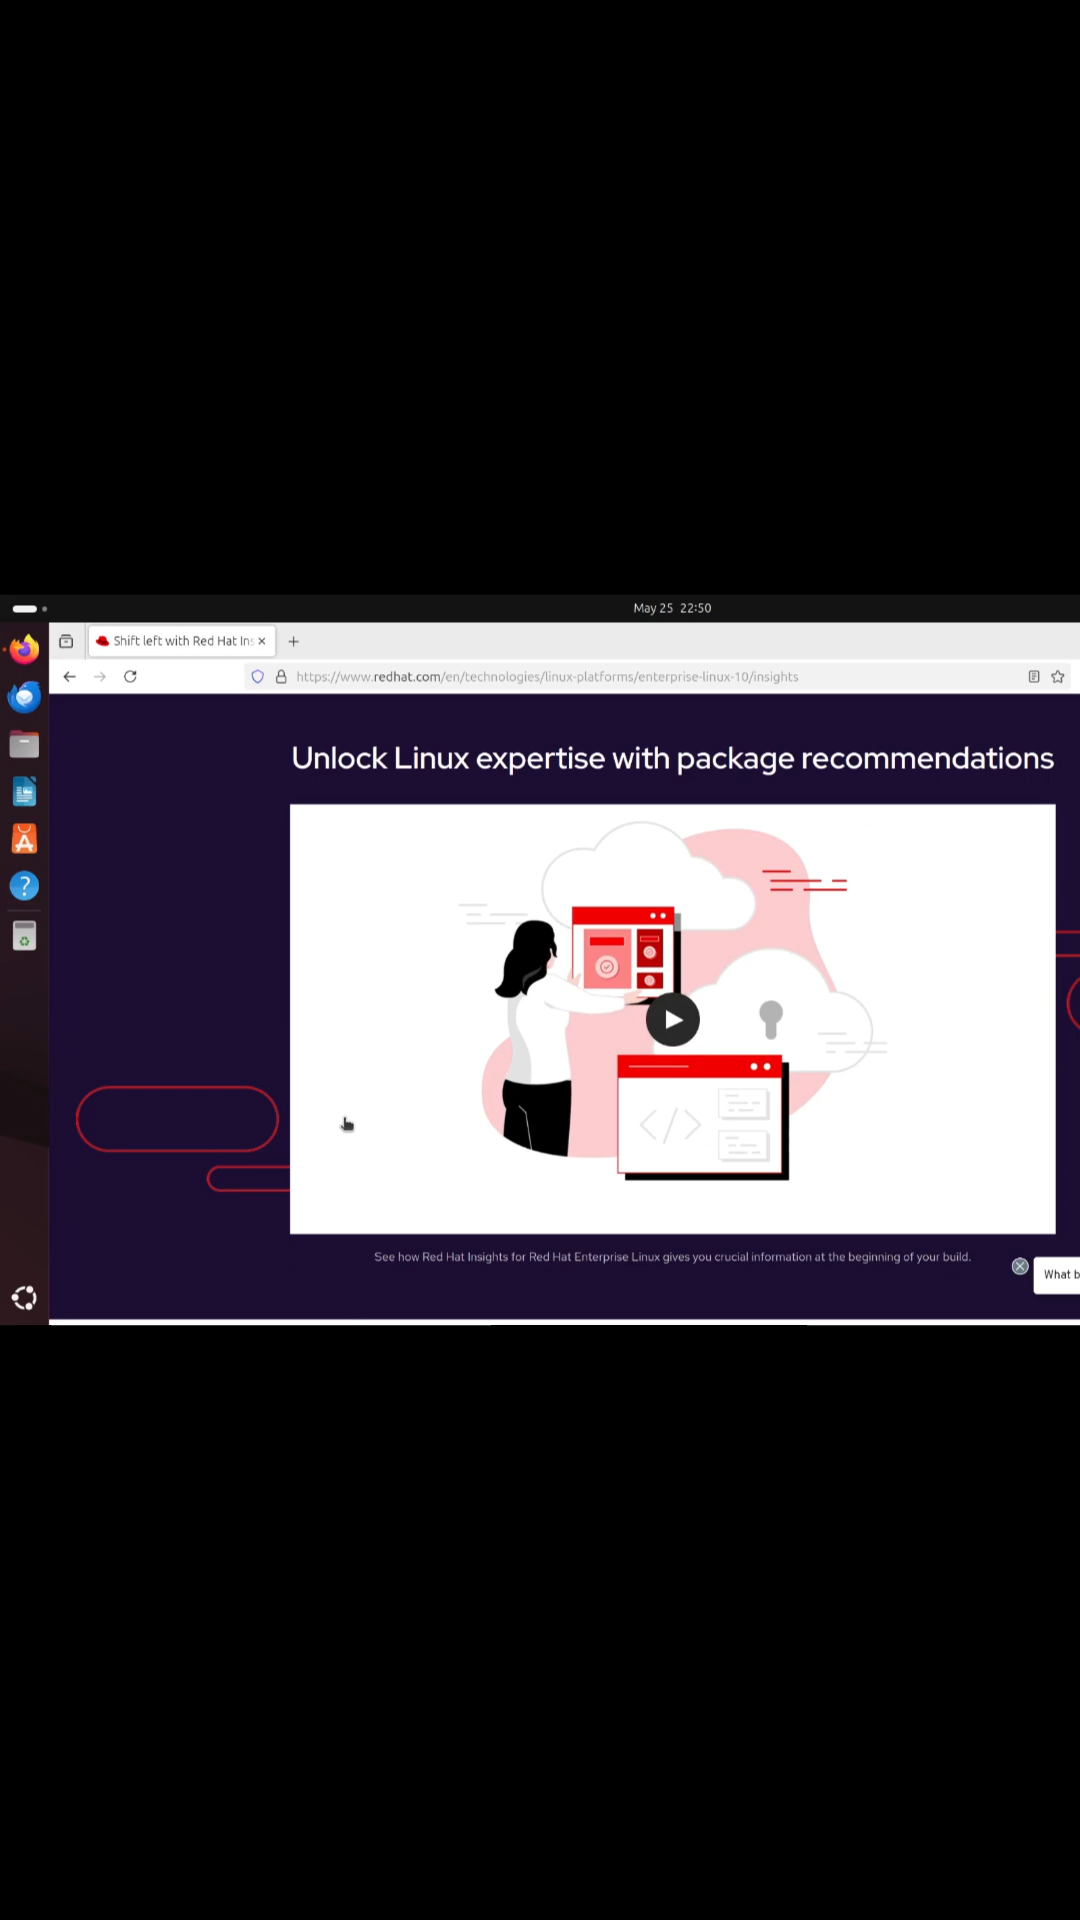 May 25 22:50
Shift left with Red Hat Ins
https://www.redhat.com/en/technologies/linux-platforms/enterprise-linux-10/insights
Unlock Linux expertise with package recommendations
</>
See how Red Hat Insights for Red Hat Enterprise Linux gives you crucial information at the beginning of your build.
What b